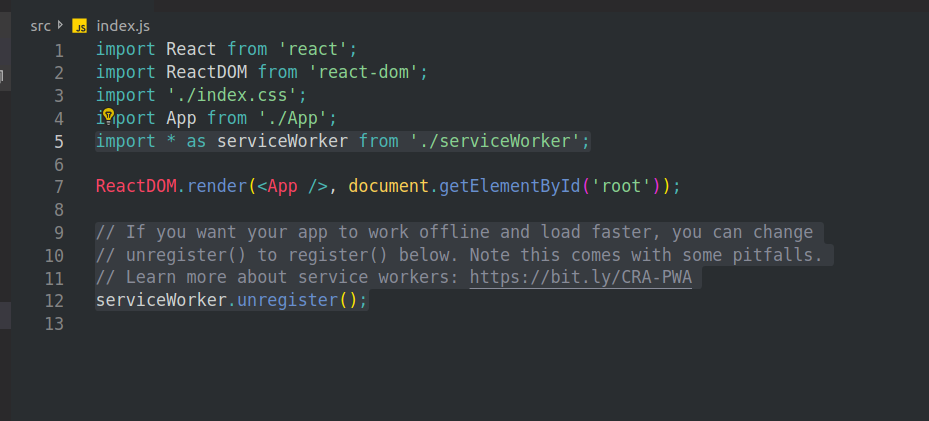 src JS index.js
1 import React from 'react';
2 import ReactDOM from 'react-dom';
3 import './index.css';
4 import App from './App';
5 import * as serviceWorker from './serviceWorker';
6
7 ReactDOM.render(<App />, document.getElementById('root'));
8
9 // If you want your app to work offline and load faster, you can change
10 // unregister() to register() below. Note this comes with some pitfalls.
11 // Learn more about service workers: https://bit.ly/CRA-PWA
12 serviceWorker.unregister();
13